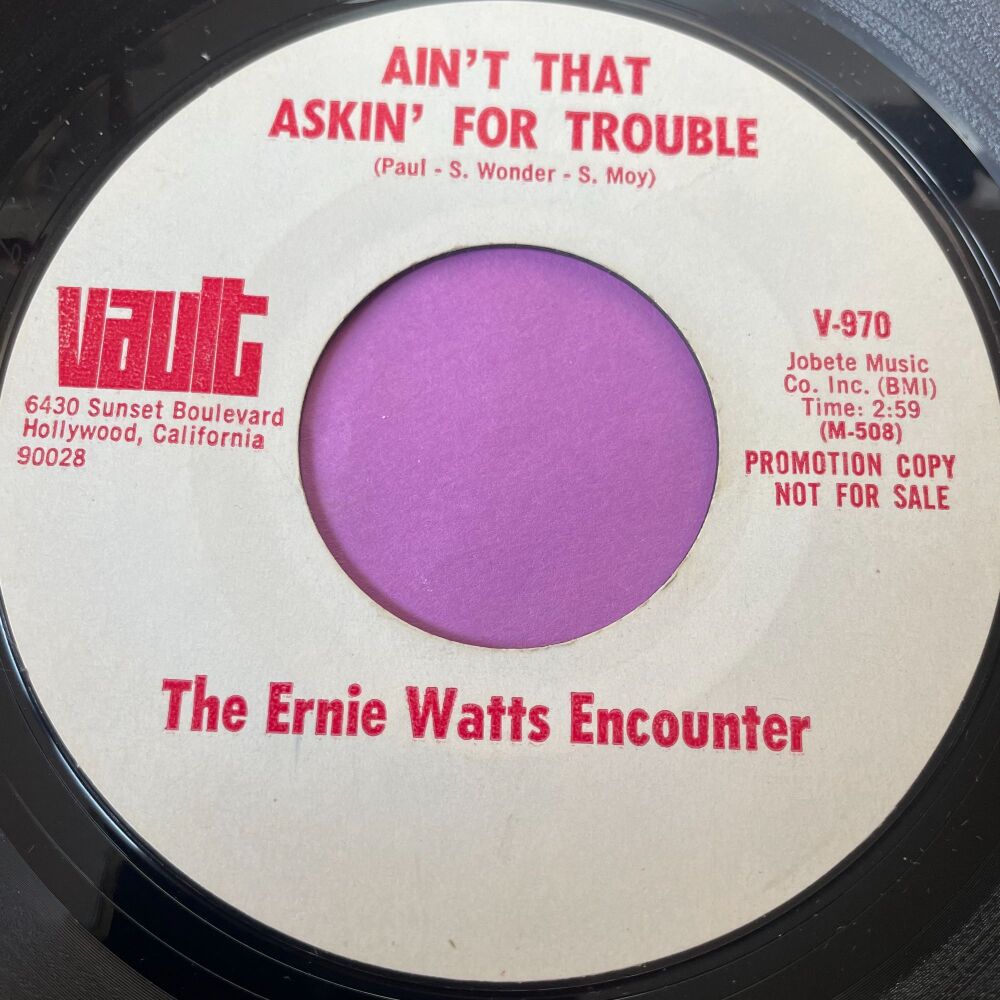 AIN'T THAT
ASKIN' FOR TROUBLE
(Paul - S. Wonder - S. Moy)
vault
6430 Sunset Boulevard
Hollywood, California
90028
V-970
Jobete Music
Co. Inc. (BMI)
Time: 2:59
(M-508)
PROMOTION COPY
NOT FOR SALE
The Ernie Watts Encounter